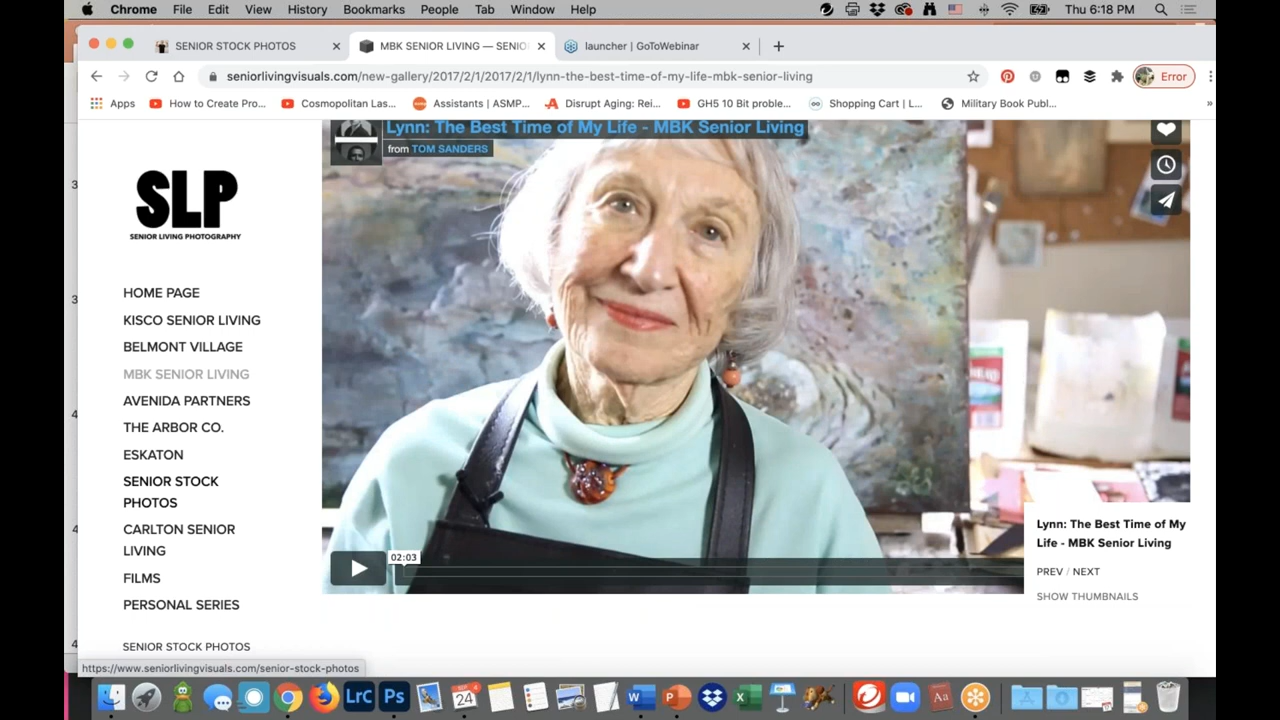 Chrome File Edit View History Bookmarks People Tab Window Help Thu 6:18 PM
SENIOR STOCK PHOTOS
MBK SENIOR LIVING — SENIO
launcher | GoToWebinar
seniorlivingvisuals.com/new-gallery/2017/2/1/2017/2/1/lynn-the-best-time-of-my-life-mbk-senior-living
Error
Apps How to Create Pro... Cosmopolitan Las... Assistants | ASMP... Disrupt Aging: Rei... GH5 10 Bit proble... Shopping Cart | L... Military Book Publ... »
Lynn: The Best Time of My Life - MBK Senior Living
from TOM SANDERS
SLP
SENIOR LIVING PHOTOGRAPHY
HOME PAGE
KISCO SENIOR LIVING
BELMONT VILLAGE
MBK SENIOR LIVING
AVENIDA PARTNERS
THE ARBOR CO.
ESKATON
SENIOR STOCK
PHOTOS
CARLTON SENIOR
LIVING
FILMS
PERSONAL SERIES
SENIOR STOCK PHOTOS
02:03
Lynn: The Best Time of My
Life - MBK Senior Living
PREV / NEXT
SHOW THUMBNAILS
https://www.seniorlivingvisuals.com/senior-stock-photos
LrC
Ps
24
W
P
X
Aa